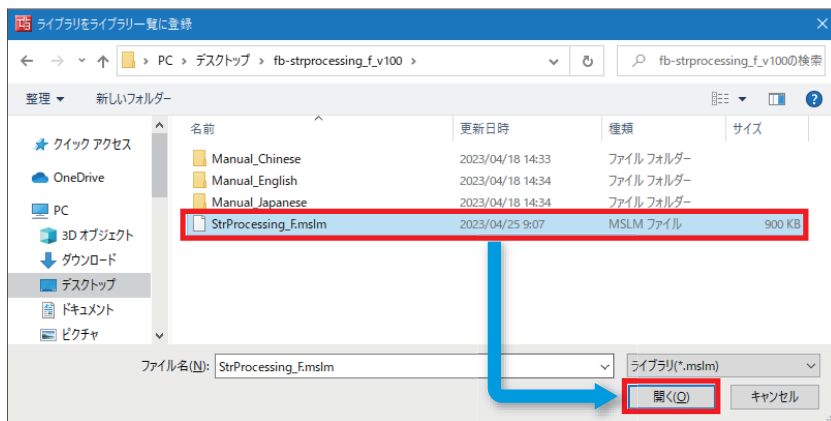 ライブラリをライブラリ一覧に登録
PC › デスクトップ › fb-strprocessing_f_v100 ›
fb-strprocessing_f_v100の検索
整理 新しいフォルダー
名前 更新日時 種類 サイズ
クイック アクセス
OneDrive
PC
3D オブジェクト
ダウンロード
デスクトップ
ドキュメント
ピクチャ
Manual_Chinese 2023/04/18 14:33 ファイル フォルダー
Manual_English 2023/04/18 14:34 ファイル フォルダー
Manual_Japanese 2023/04/18 14:34 ファイル フォルダー
StrProcessing_F.mslm 2023/04/25 9:07 MSLM ファイル 900 KB
ファイル名(N): StrProcessing_F.mslm ライブラリ(*.mslm)
開く(O) キャンセル